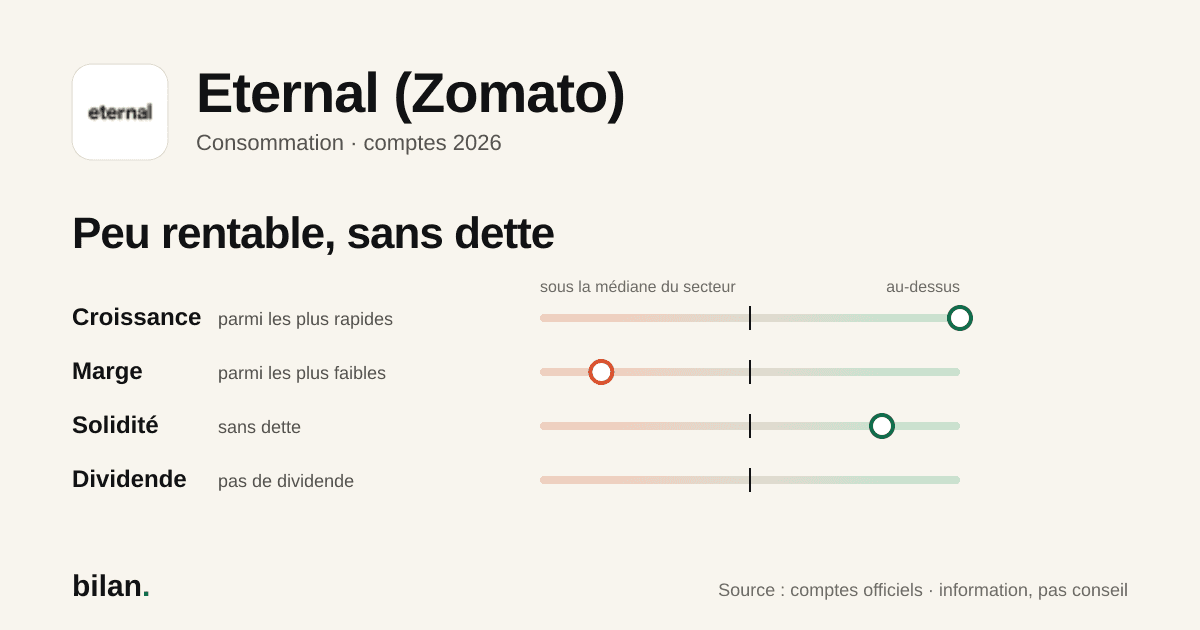 eternal
Eternal (Zomato)
Consommation · comptes 2026
Peu rentable, sans dette
sous la médiane du secteur au-dessus
Croissance parmi les plus rapides
Marge parmi les plus faibles
Solidité sans dette
Dividende pas de dividende
bilan.
Source : comptes officiels · information, pas conseil